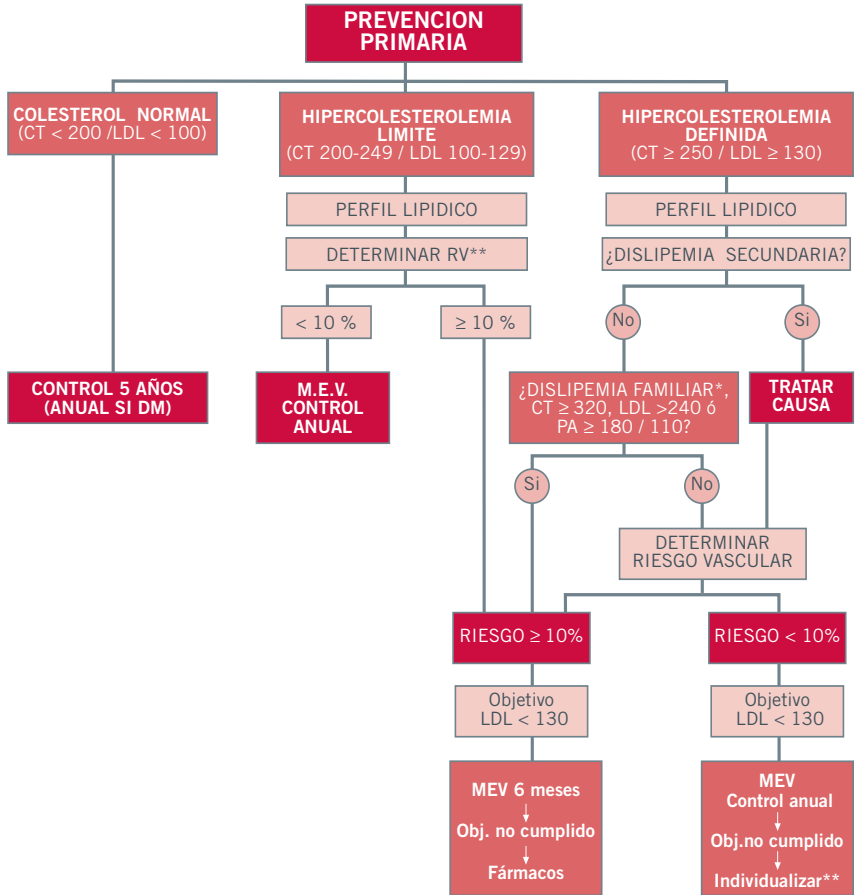 PREVENCION
PRIMARIA
COLESTEROL NORMAL
(CT < 200 /LDL < 100)
HIPERCOLESTEROLEMIA
LIMITE
(CT 200-249 / LDL 100-129)
HIPERCOLESTEROLEMIA
DEFINIDA
(CT ≥ 250 / LDL ≥ 130)
PERFIL LIPIDICO
PERFIL LIPIDICO
DETERMINAR RV**
¿DISLIPEMIA SECUNDARIA?
< 10 %
≥ 10 %
No
Si
CONTROL 5 AÑOS
(ANUAL SI DM)
M.E.V.
CONTROL
ANUAL
¿DISLIPEMIA FAMILIAR*,
CT ≥ 320, LDL >240 ó
PA ≥ 180 / 110?
TRATAR
CAUSA
Si
No
DETERMINAR
RIESGO VASCULAR
RIESGO ≥ 10%
RIESGO < 10%
Objetivo
LDL < 130
Objetivo
LDL < 130
MEV 6 meses
↓
Obj. no cumplido
↓
Fármacos
MEV
Control anual
↓
Obj.no cumplido
↓
Individualizar**